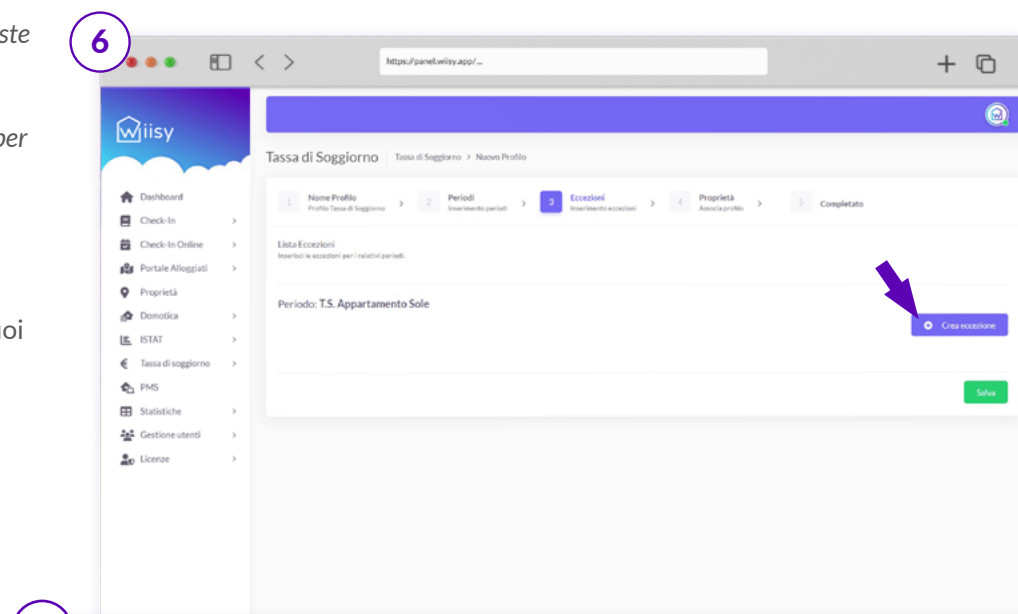 ste
per
uoi
6
https://panel.wiisy.app/...
wiisy
Tassa di Soggiorno
Tassa di Soggiorno > Nuovo Profilo
Dashboard
Check-In
Check-In Online
Portale Alloggiati
Proprietà
Domotica
ISTAT
Tassa di soggiorno
PMS
Statistiche
Gestione utenti
Licenze
1 Nome Profilo
Profilo Tassa di Soggiorno
2 Periodi
Inserimento periodi
3 Eccezioni
Inserimento eccezioni
4 Proprietà
Associa profilo
5 Completato
Lista Eccezioni
Inserisci le eccezioni per i relativi periodi.
Periodo: T.S. Appartamento Sole
Crea eccezione
Salva